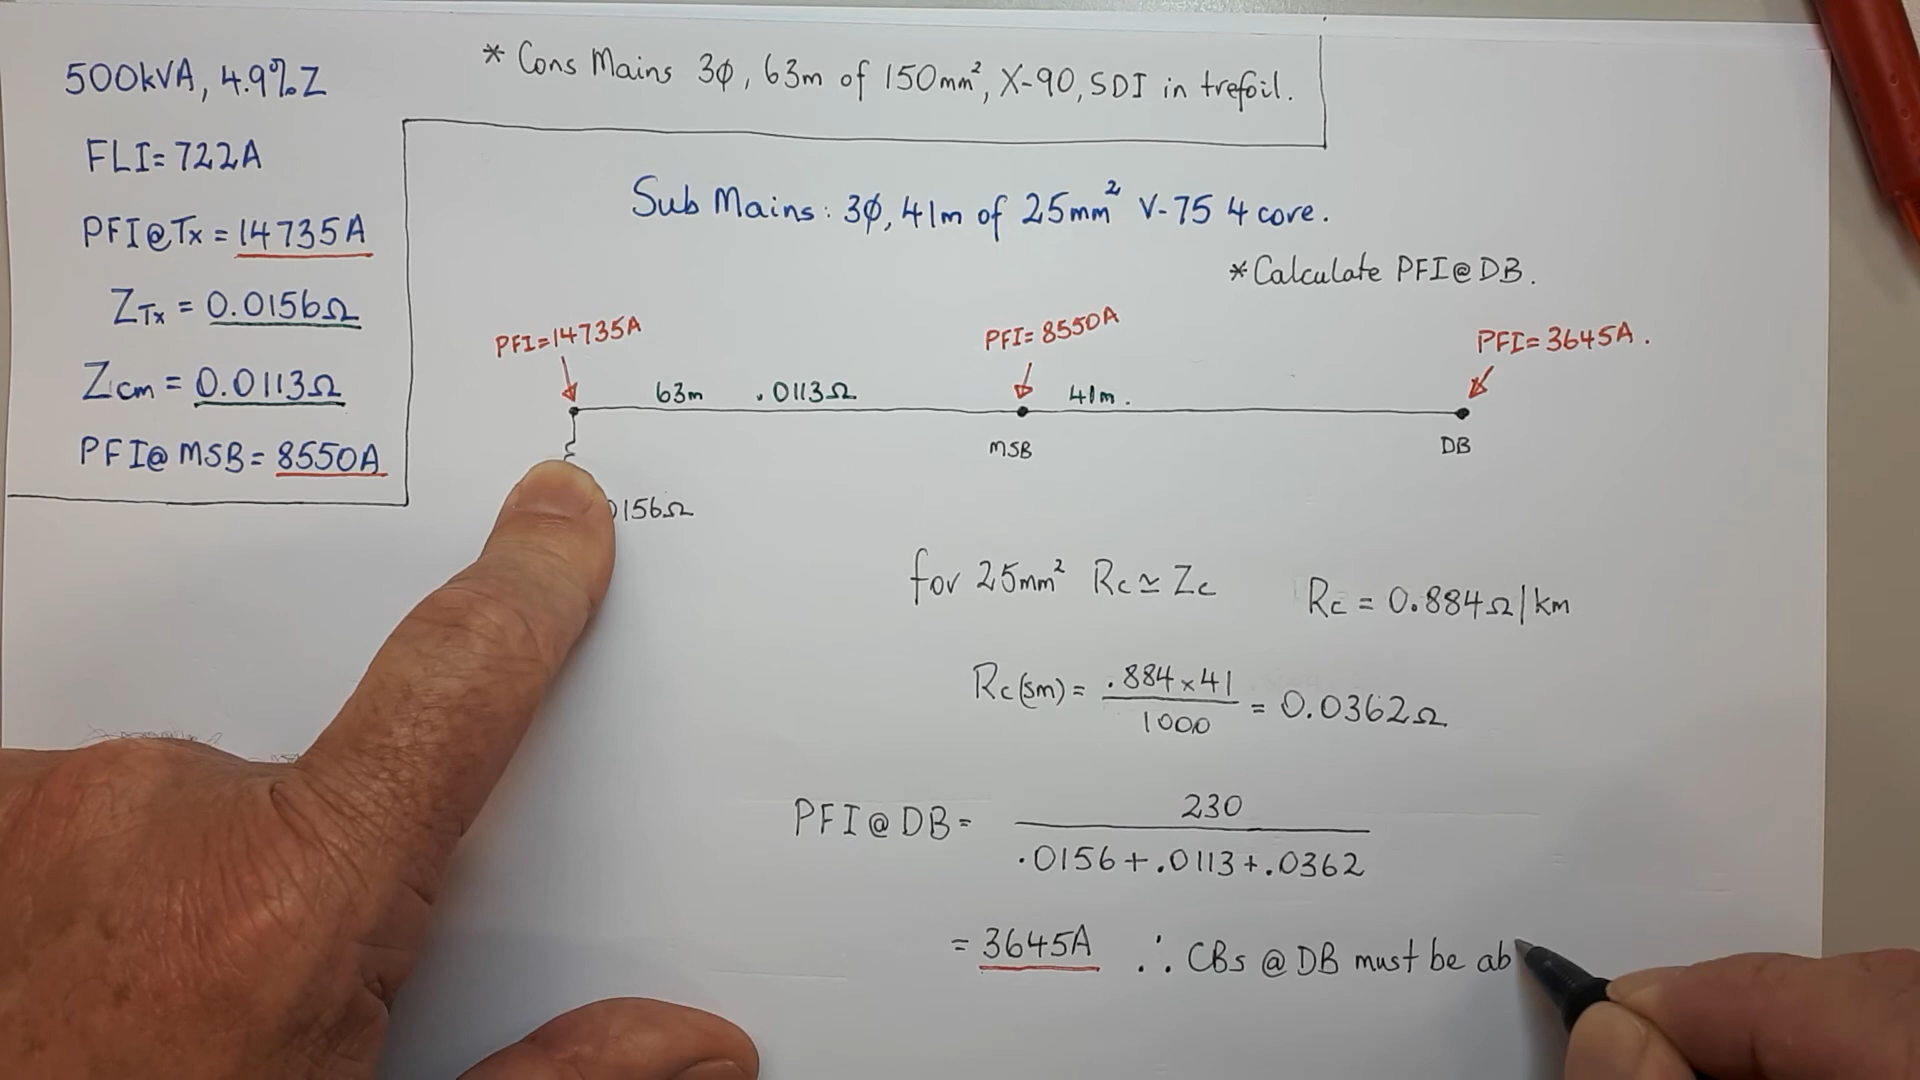 500kVA, 4.9%Z
FLI=722A
PFI@Tx = 14735A
ZTx = 0.0156Ω
Zcm = 0.0113Ω
PFI@ MSB= 8550A
* Cons Mains 3ϕ, 63m of 150mm², X-90, SDI in trefoil.
Sub Mains: 3ϕ, 41m of 25mm² V-75 4 core.
*Calculate PFI@DB.
PFI=14735A
PFI= 8550A
PFI= 3645A.
63m .0113Ω
41m.
MSB
DB
0156Ω
for 25mm² Rc≃Zc
Rc = 0.884Ω/km
Rc(sm) = .884×41 / 1000 = 0.0362Ω
PFI@DB= 230
.0156+.0113+.0362
= 3645A ∴ CBs @ DB must be ab